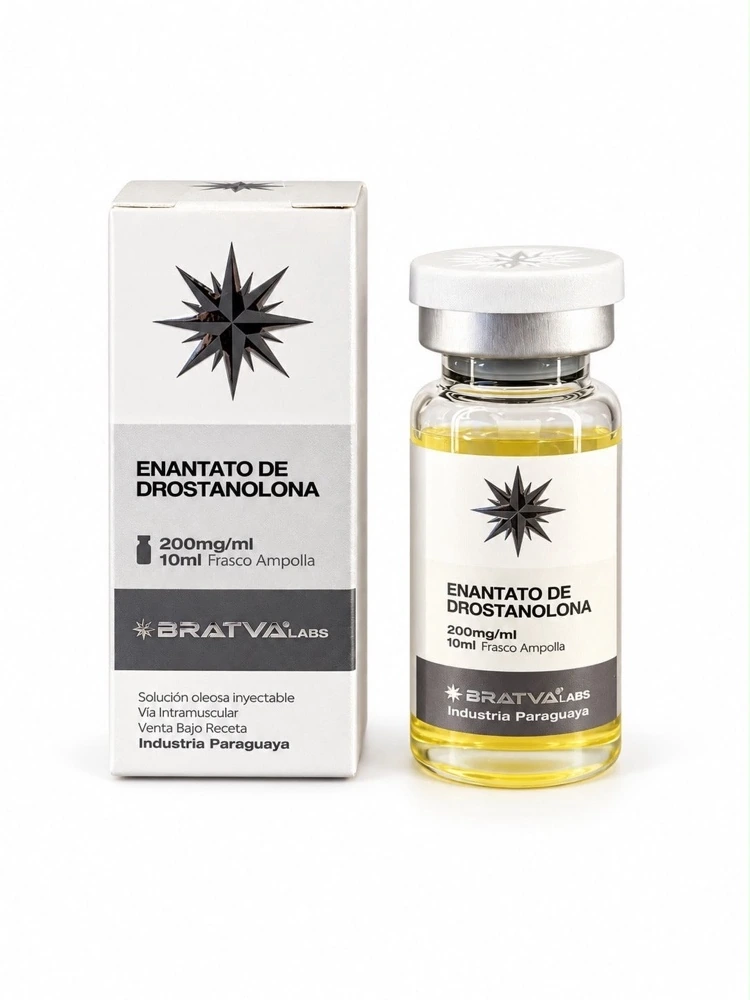 ENANTATO DE
DROSTANOLONA
200mg/ml
10ml Frasco Ampolla
BRATVA® LABS
Solución oleosa inyectable
Vía Intramuscular
Venta Bajo Receta
Industria Paraguaya
ENANTATO DE
DROSTANOLONA
200mg/ml
10ml Frasco Ampolla
BRATVA® LABS
Industria Paraguaya